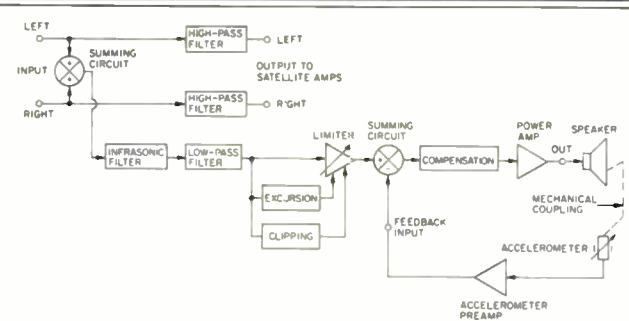 LEFT
HIGH-PASS
FILTER
LEFT
SUMMING
CIRCUIT
INPUT
OUTPUT TO
SATELLITE AMPS
RIGHT
HIGH-PASS
FILTER
RIGHT
LIMITER
SUMMING
CIRCUIT
POWER
AMP
SPEAKER
INFRASONIC
FILTER
LOW-PASS
FILTER
COMPENSATION
OUT
EXCURSION
MECHANICAL
COUPLING
CLIPPING
FEEDBACK
INPUT
ACCELEROMETER
ACCELEROMETER
PREAMP